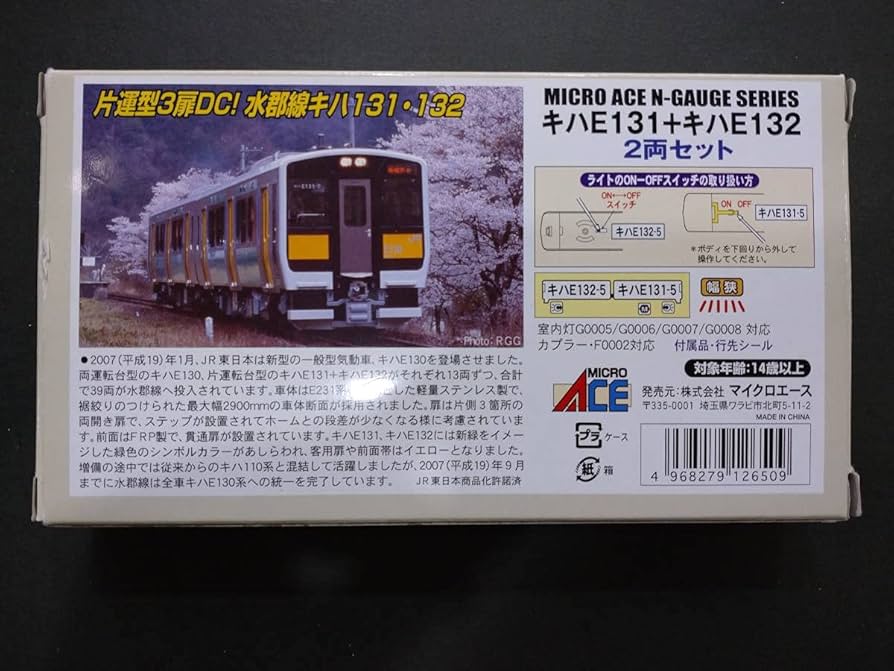 片運型3扉DC! 水郡線キハ131・132
キハE131-5
Photo: RGG
●2007(平成19)年1月、JR東日本は新型の一般型気動車、キハE130を登場させました。
両運転台型のキハE130、片運転台型のキハE131+キハE132がそれぞれ13両ずつ、合計
で39両が水郡線へ投入されています。車体はE231系 した軽量ステンレス製で、
裾絞りのつけられた最大幅2900mmの車体断面が採用されました。扉は片側3箇所の
両開き扉で、ステップが設置されてホームとの段差が少なくなる様に考慮されていま
す。前面はFRP製で、貫通扉が設置されています。キハE131、キハE132には新緑をイメージ
した緑色のシンボルカラーがあしらわれ、客用扉や前面帯はイエローとなりました。
増備の途中では従来からのキハ110系と混結して活躍しましたが、2007(平成19)年9月
までに水郡線は全車キハE130系への統一を完了しています。 JR東日本商品化許諾済
MICRO ACE N-GAUGE SERIES
キハE131+キハE132
2両セット
ライトのON-OFFスイッチの取り扱い方
ON←→OFF
スイッチ
キハE132-5
ON OFF
キハE131-5
*ボディを下回りから外して
操作してください。
キハE132-5 キハE131-5
幅狭
室内灯G0005/G0006/G0007/G0008 対応
カプラー・F0002対応 付属品・行先シール
対象年齢:14歳以上
MICRO
ACE
発売元:株式会社 マイクロエース
〒335-0001 埼玉県ワラビ市北町5-11-2
MADE IN CHINA
プラ ケース
紙 箱
4 968279 126509